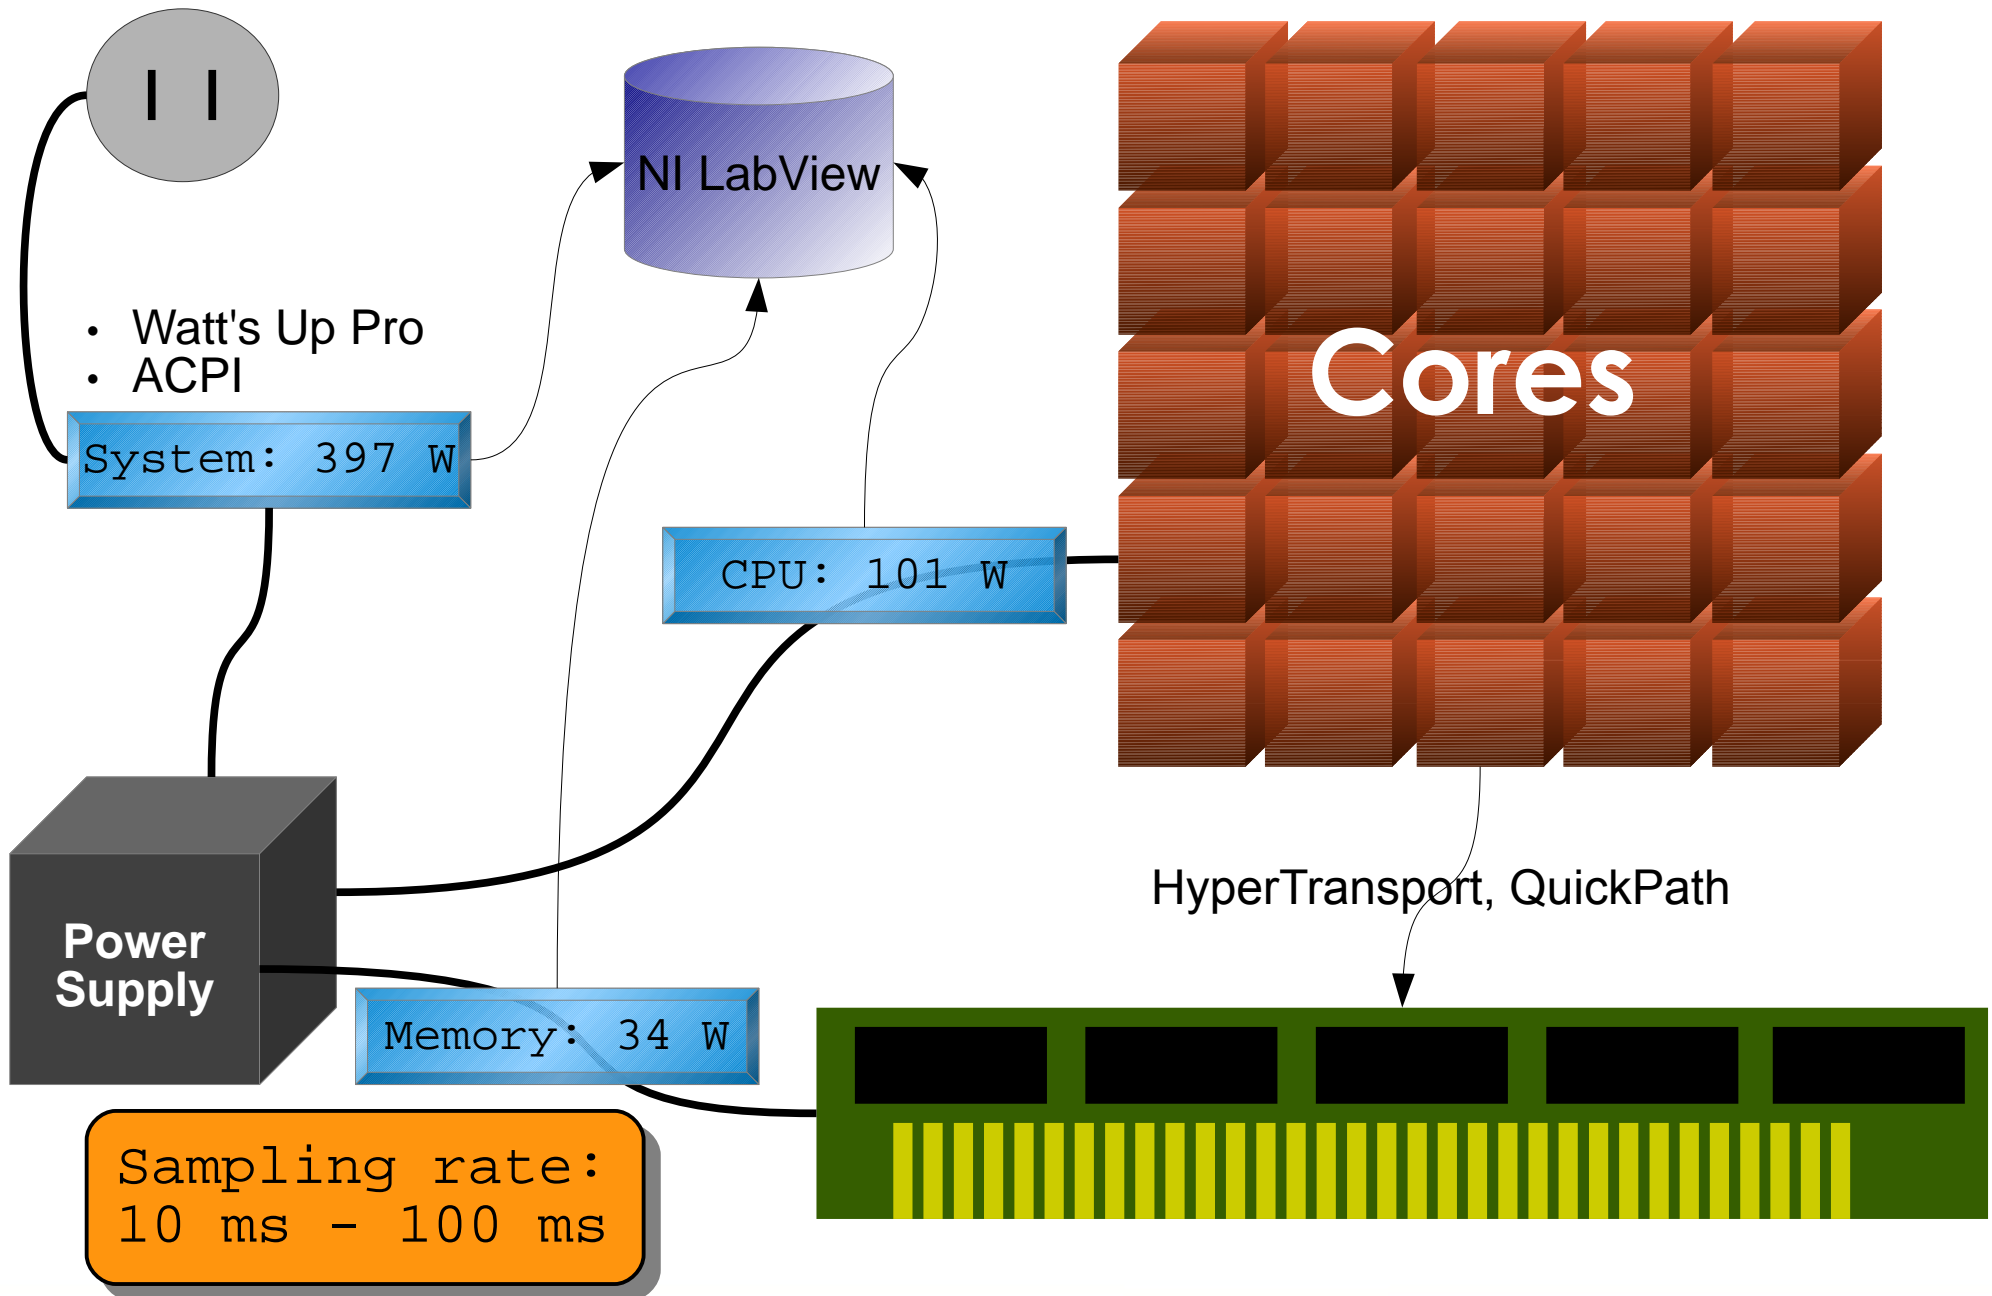 NI LabView
• Watt's Up Pro
• ACPI
Cores
System: 397 W
CPU: 101 W
HyperTransport, QuickPath
Power
Supply
Memory: 34 W
Sampling rate:
10 ms - 100 ms